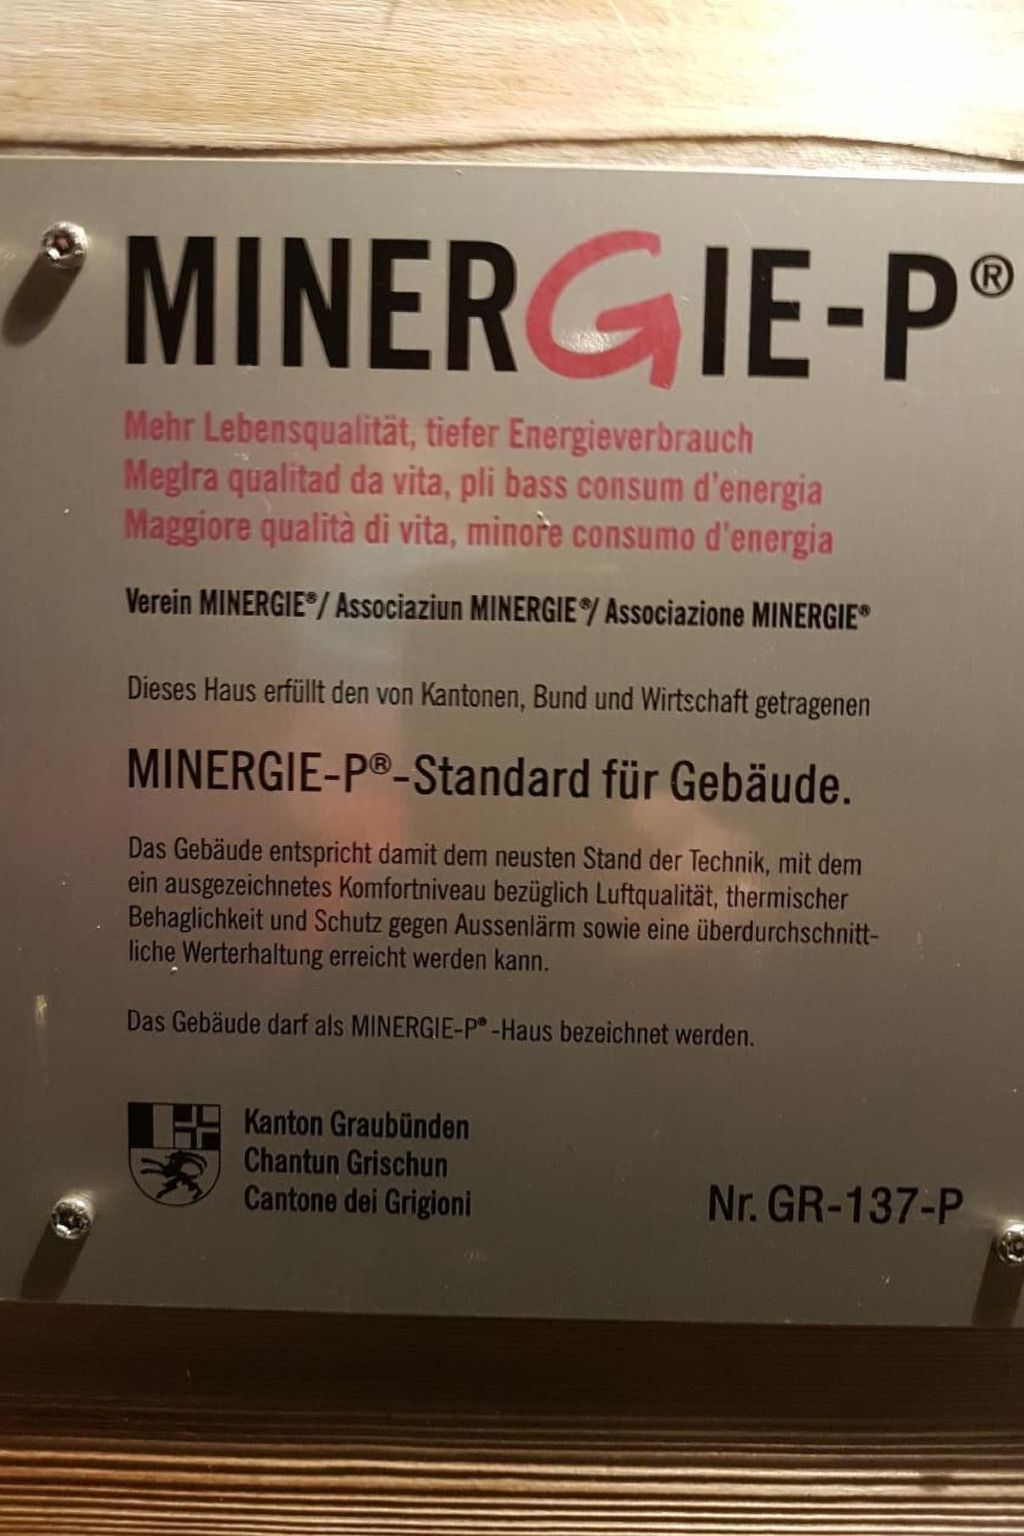 MINERGIE-P®
Mehr Lebensqualität, tiefer Energieverbrauch
Meglra qualitad da vita, pli bass consum d'energia
Maggiore qualità di vita, minore consumo d'energia
Verein MINERGIE®/ Associaziun MINERGIE®/ Associazione MINERGIE®
Dieses Haus erfüllt den von Kantonen, Bund und Wirtschaft getragenen
MINERGIE-P®-Standard für Gebäude.
Das Gebäude entspricht damit dem neusten Stand der Technik, mit dem
ein ausgezeichnetes Komfortniveau bezüglich Luftqualität, thermischer
Behaglichkeit und Schutz gegen Aussenlärm sowie eine überdurchschnitt-
liche Werterhaltung erreicht werden kann.
Das Gebäude darf als MINERGIE-P®-Haus bezeichnet werden.
Kanton Graubünden
Chantun Grischun
Cantone dei Grigioni
Nr. GR-137-P